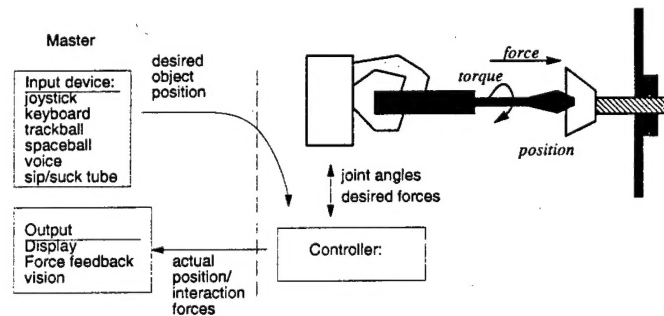 Master
Input device:
joystick
keyboard
trackball
spaceball
voice
sip/suck tube
desired
object
position
force
torque
position
joint angles
desired forces
Output
Display
Force feedback
vision
actual
position/
interaction
forces
Controller: